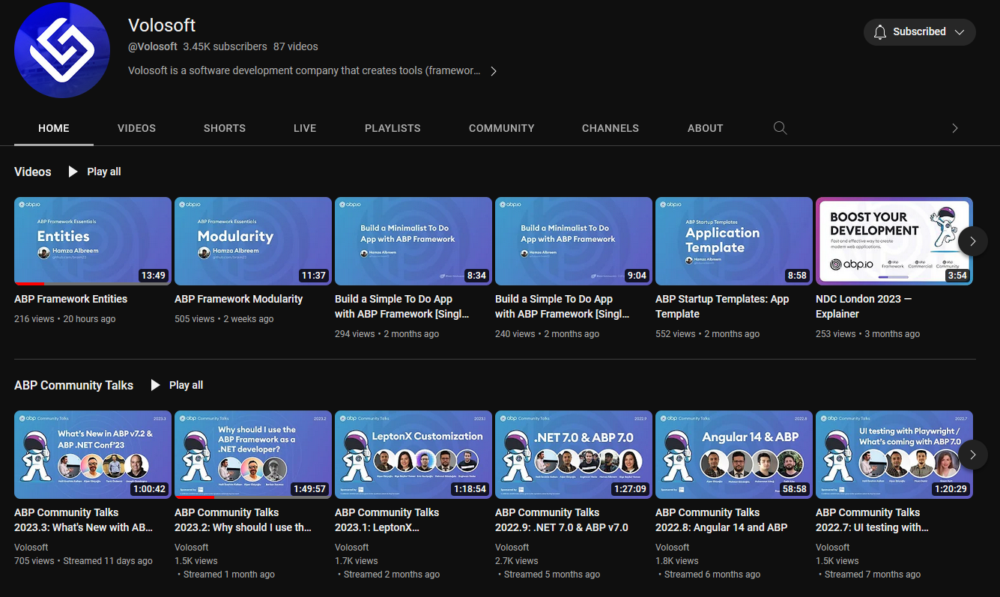 Volosoft
@Volosoft 3.45K subscribers 87 videos
Volosoft is a software development company that creates tools (framewor...
Subscribed
HOME VIDEOS SHORTS LIVE PLAYLISTS COMMUNITY CHANNELS ABOUT
Videos Play all
abp.io
ABP Framework Essentials
Entities
Hamza Albreem
13:49
abp.io
ABP Framework Essentials
Modularity
Hamza Albreem
11:37
abp.io
Build a Minimalist To Do
App with ABP Framework
Hamza Albreem
8:34
abp.io
Build a Minimalist To Do
App with ABP Framework
Hamza Albreem
9:04
abp.io
ABP Startup Templates
Application
Template
Hamza Albreem
8:58
BOOST YOUR
DEVELOPMENT
Fast and effective way to create
modern web applications.
abp.io
abp Framework
abp Commercial
abp Community
3:54
ABP Framework Entities
216 views • 20 hours ago
ABP Framework Modularity
505 views • 2 weeks ago
Build a Simple To Do App
with ABP Framework [Singl...
294 views • 2 months ago
Build a Simple To Do App
with ABP Framework [Singl...
240 views • 2 months ago
ABP Startup Templates: App
Template
552 views • 2 months ago
NDC London 2023 —
Explainer
253 views • 3 months ago
ABP Community Talks Play all
abp Community Talks 2023.3
What's New in ABP v7.2 &
ABP .NET Conf'23
1:00:42
abp Community Talks 2023.2
Why should I use the
ABP Framework as a
.NET developer?
1:49:57
abp Community Talks 2023.1
LeptonX Customization
1:18:54
abp Community Talks 2022.9
.NET 7.0 & ABP 7.0
1:27:09
abp Community Talks 2022.8
Angular 14 & ABP
58:58
abp Community Talks 2022.7
UI testing with Playwright /
What's coming with ABP 7.0
1:20:29
ABP Community Talks
2023.3: What's New with AB...
Volosoft
705 views • Streamed 11 days ago
ABP Community Talks
2023.2: Why should I use th...
Volosoft
1.5K views
• Streamed 1 month ago
ABP Community Talks
2023.1: LeptonX...
Volosoft
1.7K views
• Streamed 2 months ago
ABP Community Talks
2022.9: .NET 7.0 & ABP v7.0
Volosoft
2.7K views
• Streamed 5 months ago
ABP Community Talks
2022.8: Angular 14 and ABP
Volosoft
1.8K views
• Streamed 6 months ago
ABP Community Talks
2022.7: UI testing with...
Volosoft
1.5K views
• Streamed 7 months ago